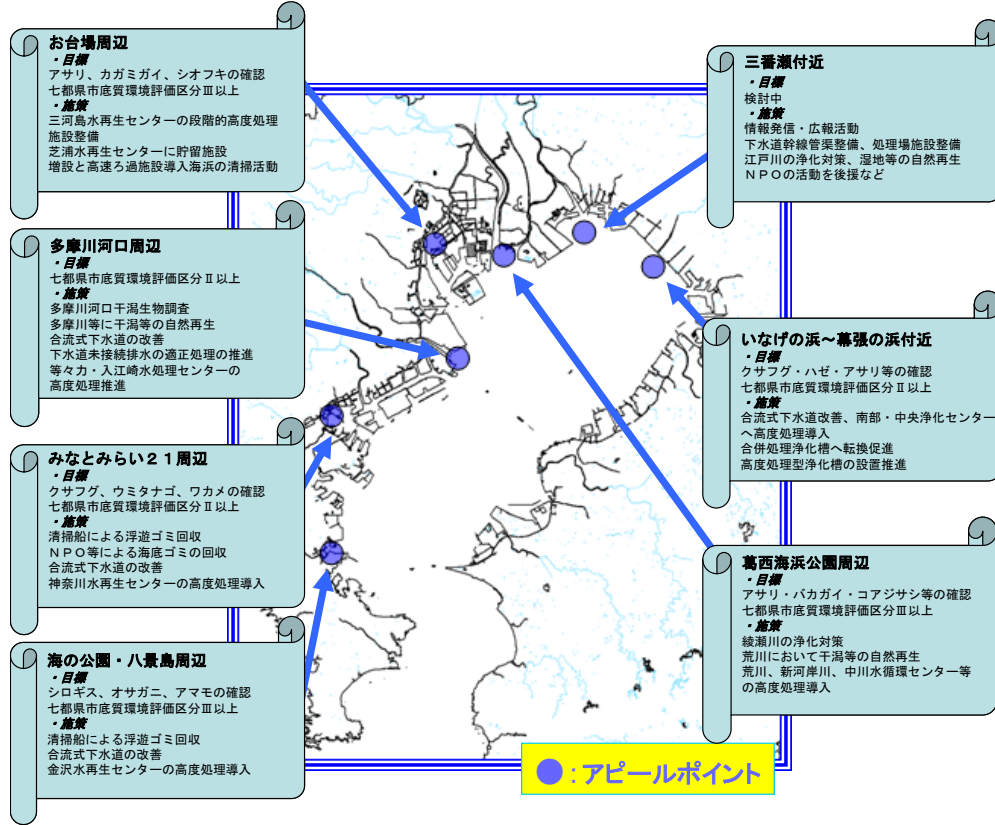 お台場周辺
・目標
アサリ、カガミガイ、シオフキの確認
七都県市底質環境評価区分Ⅲ以上
・施策
三河島水再生センターの段階的高度処理
施設整備
芝浦水再生センターに貯留施設
増設と高速ろ過施設導入海浜の清掃活動
多摩川河口周辺
・目標
七都県市底質環境評価区分Ⅱ以上
・施策
多摩川河口干潟生物調査
多摩川等に干潟等の自然再生
合流式下水道の改善
下水道未接続排水の適正処理の推進
等々力・入江崎水処理センターの
高度処理推進
みなとみらい２１周辺
・目標
クサフグ、ウミタナゴ、ワカメの確認
七都県市底質環境評価区分Ⅱ以上
・施策
清掃船による浮遊ゴミ回収
ＮＰＯ等による海底ゴミの回収
合流式下水道の改善
神奈川水再生センターの高度処理導入
海の公園・八景島周辺
・目標
シロギス、オサガニ、アマモの確認
七都県市底質環境評価区分Ⅲ以上
・施策
清掃船による浮遊ゴミ回収
合流式下水道の改善
金沢水再生センターの高度処理導入
三番瀬付近
・目標
検討中
・施策
情報発信・広報活動
下水道幹線管渠整備、処理場施設整備
江戸川の浄化対策、湿地等の自然再生
ＮＰＯの活動を後援など
いなげの浜～幕張の浜付近
・目標
クサフグ・ハゼ・アサリ等の確認
七都県市底質環境評価区分Ⅱ以上
・施策
合流式下水道改善、南部・中央浄化センター
へ高度処理導入
合併処理浄化槽へ転換促進
高度処理型浄化槽の設置推進
葛西海浜公園周辺
・目標
アサリ・バカガイ・コアジサシ等の確認
七都県市底質環境評価区分Ⅲ以上
・施策
綾瀬川の浄化対策
荒川において干潟等の自然再生
荒川、新河岸川、中川水循環センター等
の高度処理導入
：アピールポイント